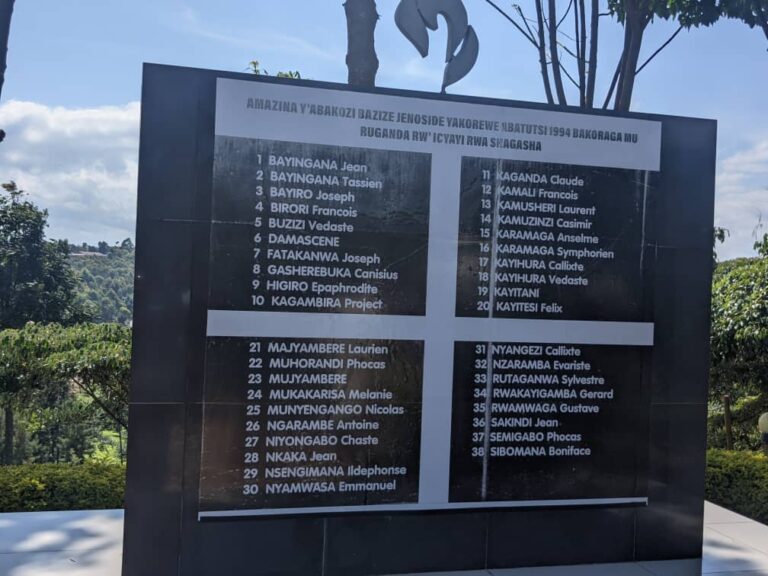 AMAZINA Y'ABAKOZI BAZIZE JENOSIDE YAKOREWE ABATUTSI 1994 BAKORAGA MU
RUGANDA RW' ICYAYI RWA SHAGASHA
1 BAYINGANA Jean
2 BAYINGANA Tassien
3 BAYIRO Joseph
4 BIRORI Francois
5 BUZIZI Vedaste
6 DAMASCENE
7 FATAKANWA Joseph
8 GASHEREBUKA Canisius
9 HIGIRO Epaphrodite
10 KAGAMBIRA Project
11 KAGANDA Claude
12 KAMALI Francois
13 KAMUSHERI Laurent
14 KAMUZINZI Casimir
15 KARAMAGA Anselme
16 KARAMAGA Symphorien
17 KAYIHURA Callixte
18 KAYIHURA Vedaste
19 KAYITANI
20 KAYITESI Felix
21 MAJYAMBERE Laurien
22 MUHORANDI Phocas
23 MUJYAMBERE
24 MUKAKARISA Melanie
25 MUNYENGANGO Nicolas
26 NGARAMBE Antoine
27 NIYONGABO Chaste
28 NKAKA Jean
29 NSENGIMANA Ildephonse
30 NYAMWASA Emmanuel
31 NYANGEZI Callixte
32 NZARAMBA Evariste
33 RUTAGANWA Sylvestre
34 RWAKAYIGAMBA Gerard
35 RWAMWAGA Gustave
36 SAKINDI Jean
37 SEMIGABO Phocas
38 SIBOMANA Boniface